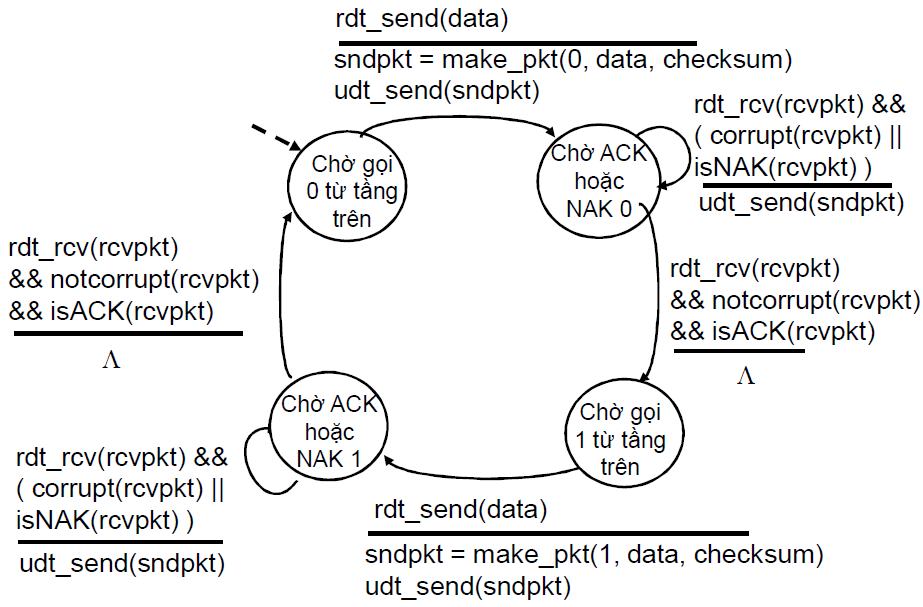 rdt_send(data)
sndpkt = make_pkt(0, data, checksum)
udt_send(sndpkt)
Chờ gọi
0 từ tầng
trên
Chờ ACK
hoặc
NAK 0
rdt_rcv(rcvpkt) &&
( corrupt(rcvpkt) ||
isNAK(rcvpkt) )
udt_send(sndpkt)
rdt_rcv(rcvpkt)
&& notcorrupt(rcvpkt)
&& isACK(rcvpkt)
Λ
rdt_rcv(rcvpkt)
&& notcorrupt(rcvpkt)
&& isACK(rcvpkt)
Λ
Chờ ACK
hoặc
NAK 1
Chờ gọi
1 từ tầng
trên
rdt_rcv(rcvpkt) &&
( corrupt(rcvpkt) ||
isNAK(rcvpkt) )
udt_send(sndpkt)
rdt_send(data)
sndpkt = make_pkt(1, data, checksum)
udt_send(sndpkt)